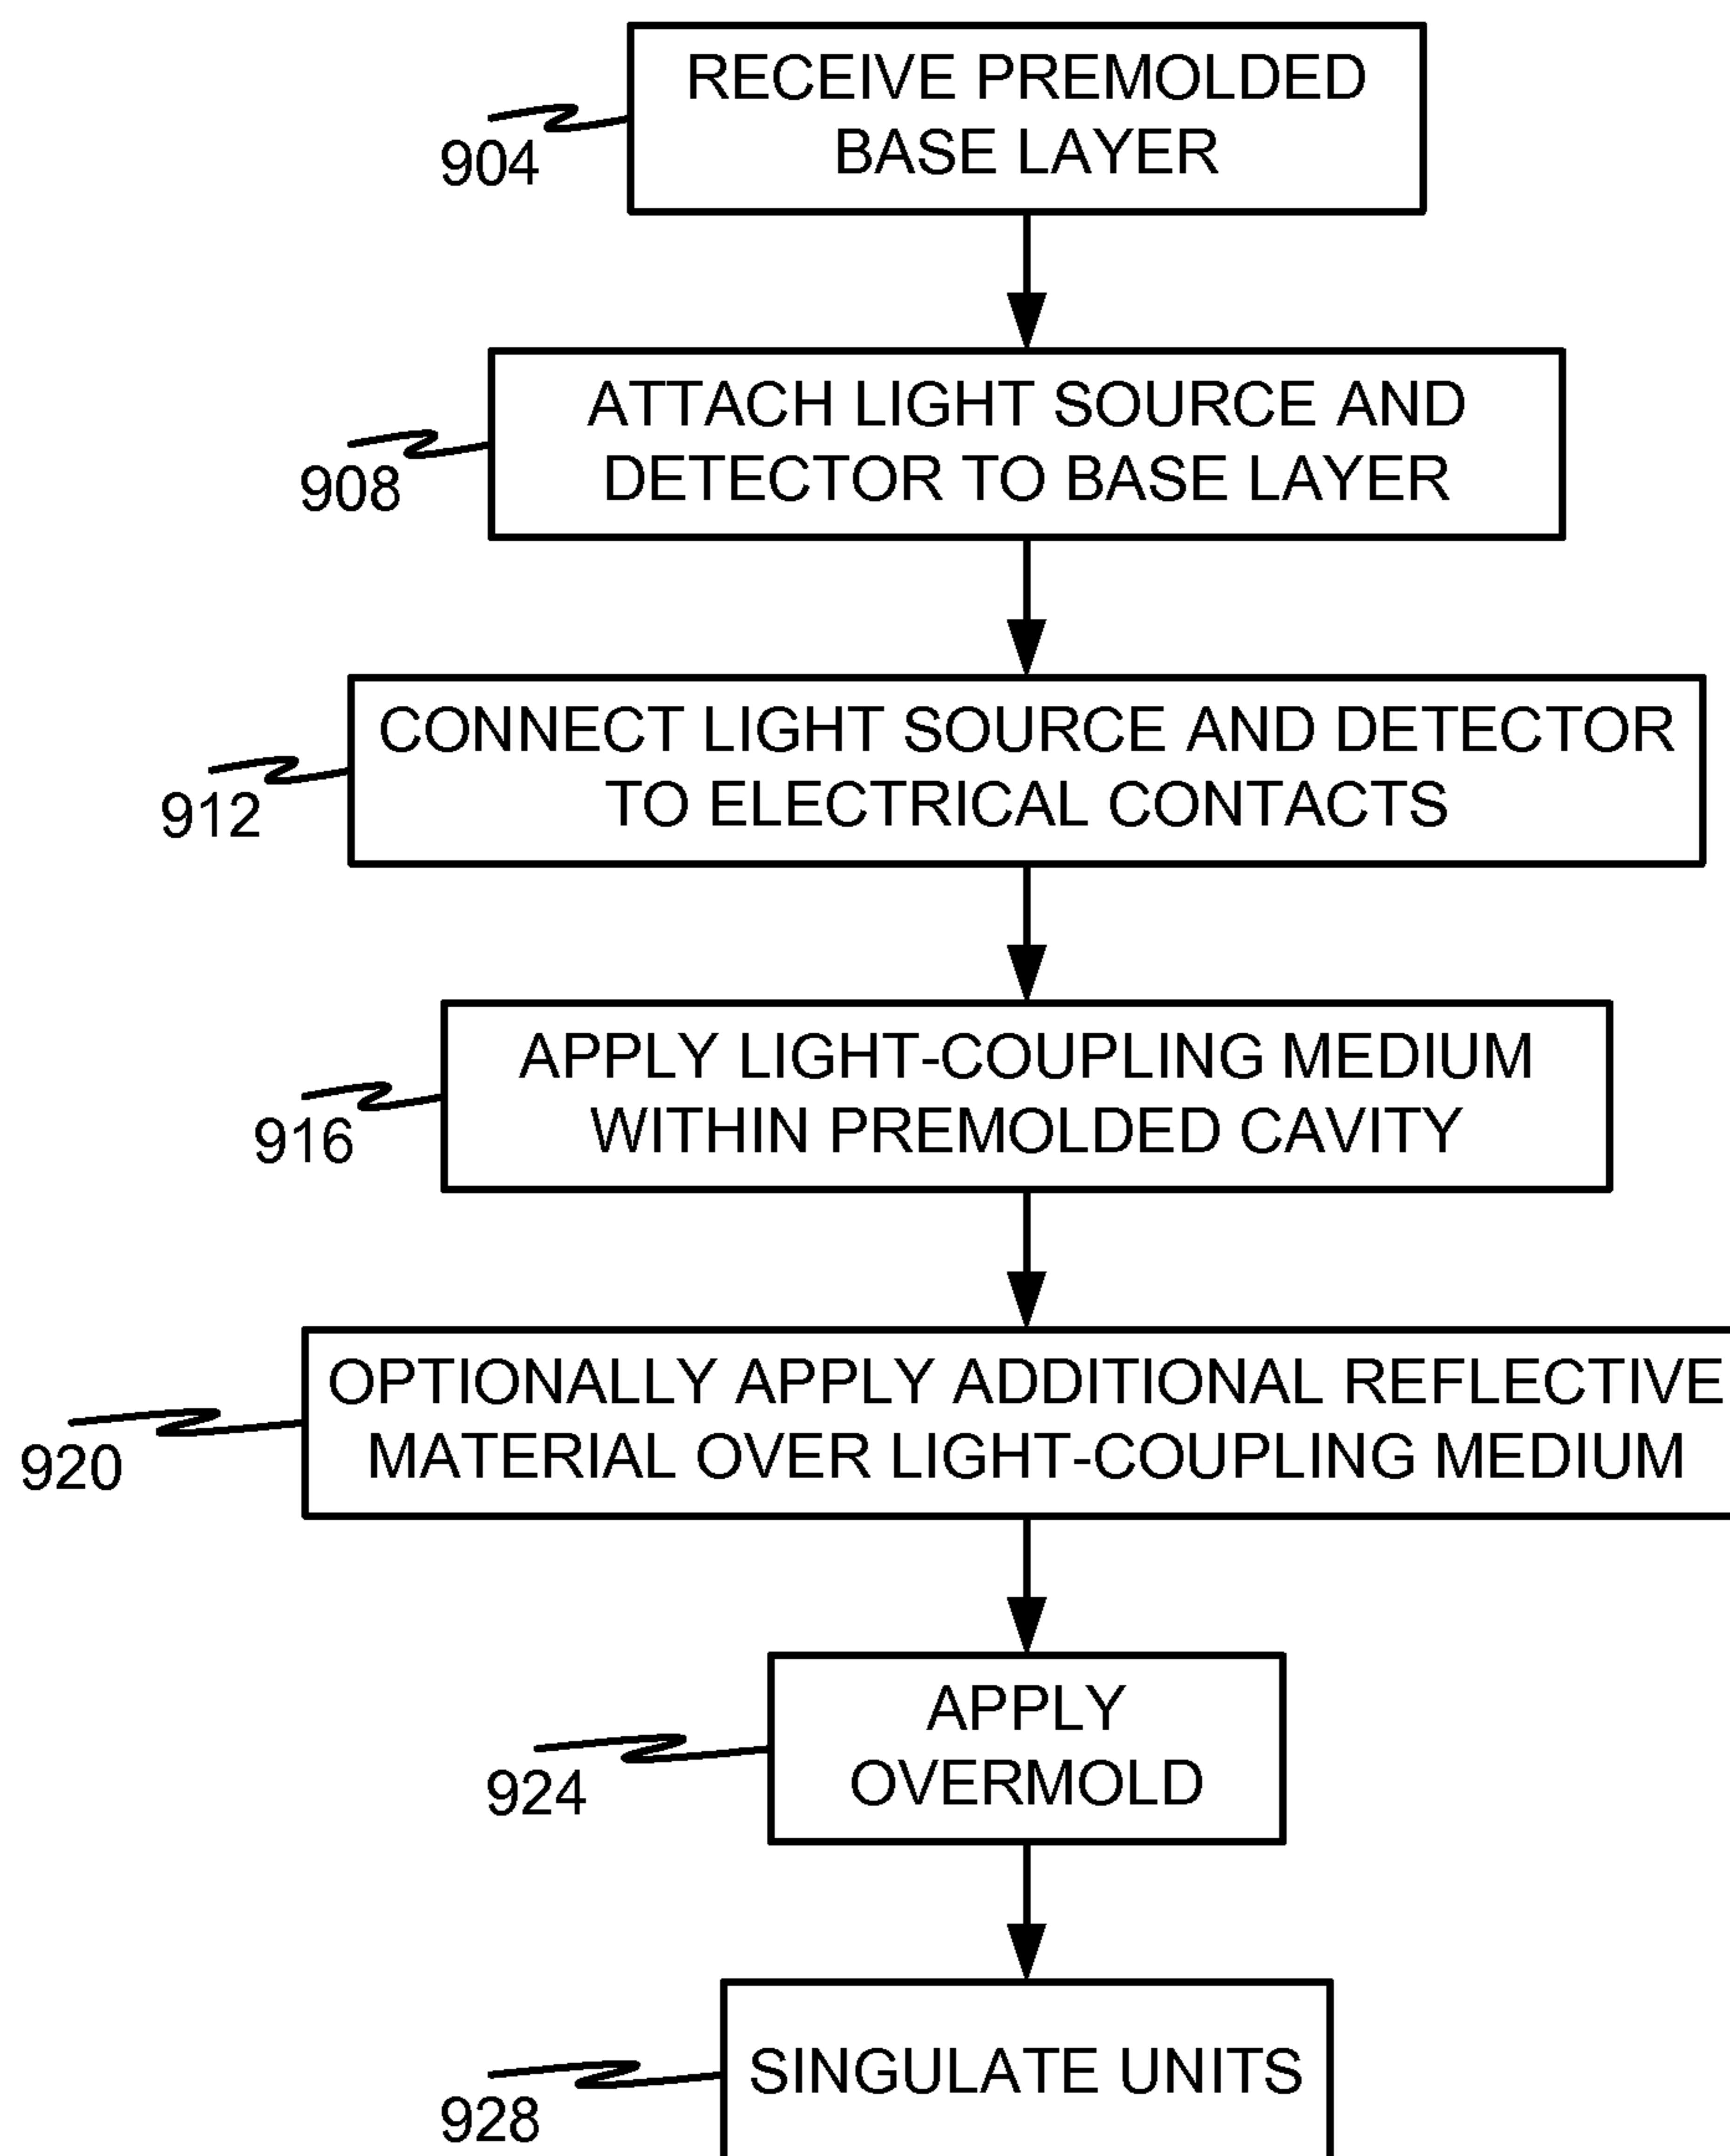 RECEIVE PREMOLDED
BASE LAYER
904
ATTACH LIGHT SOURCE AND
DETECTOR TO BASE LAYER
908
CONNECT LIGHT SOURCE AND DETECTOR
TO ELECTRICAL CONTACTS
912
APPLY LIGHT-COUPLING MEDIUM
WITHIN PREMOLDED CAVITY
916
OPTIONALLY APPLY ADDITIONAL REFLECTIVE
MATERIAL OVER LIGHT-COUPLING MEDIUM
920
APPLY
OVERMOLD
924
SINGULATE UNITS
928